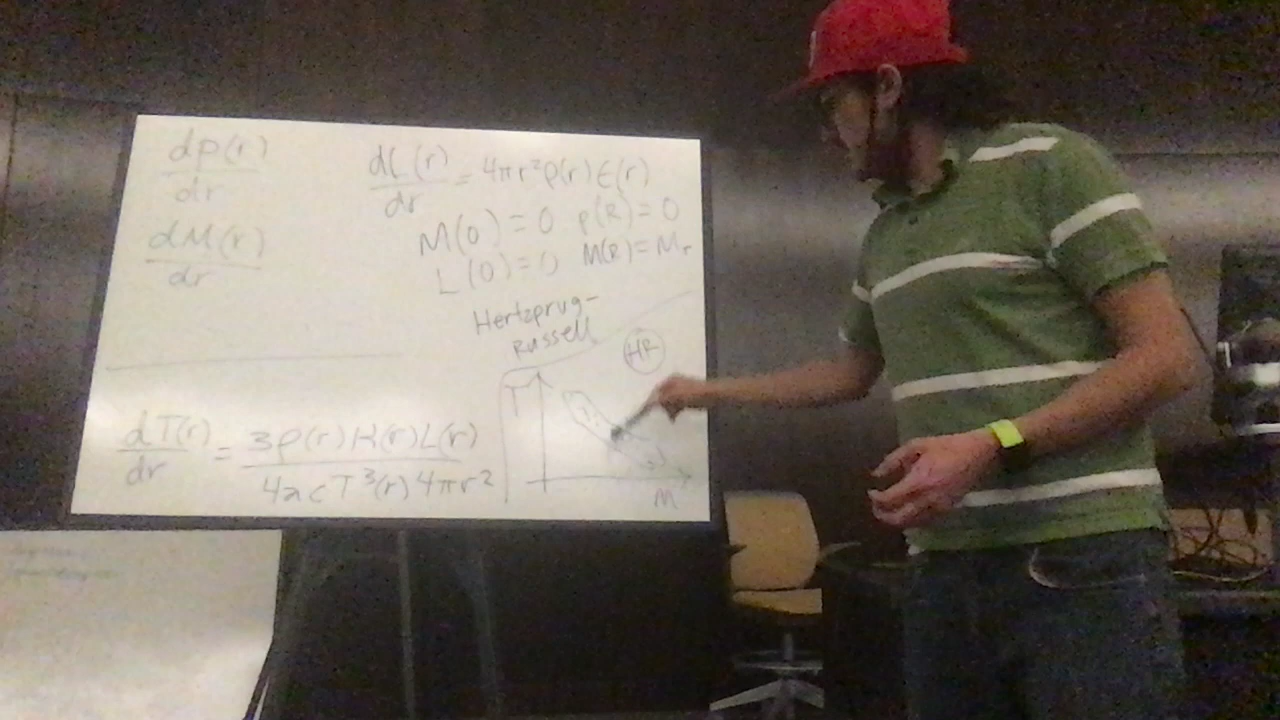 dP(r)
dr
dM(r)
dr
dL(r)
dr = 4πr²ρ(r)ϵ(r)
M(0) = 0 P(R) = 0
L(0) = 0 M(R) = Mr
Hertzprug-
Russell
HR
T
M
dT(r)
dr = 3ρ(r)K(r)L(r)
4acT³(r)4πr²